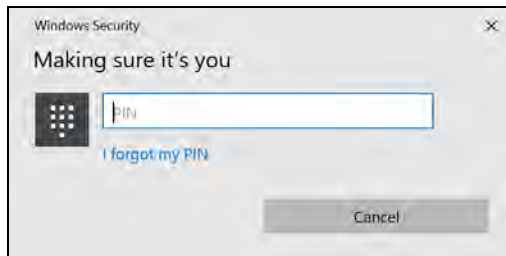 Windows Security
Making sure it's you
PIN
I forgot my PIN
Cancel